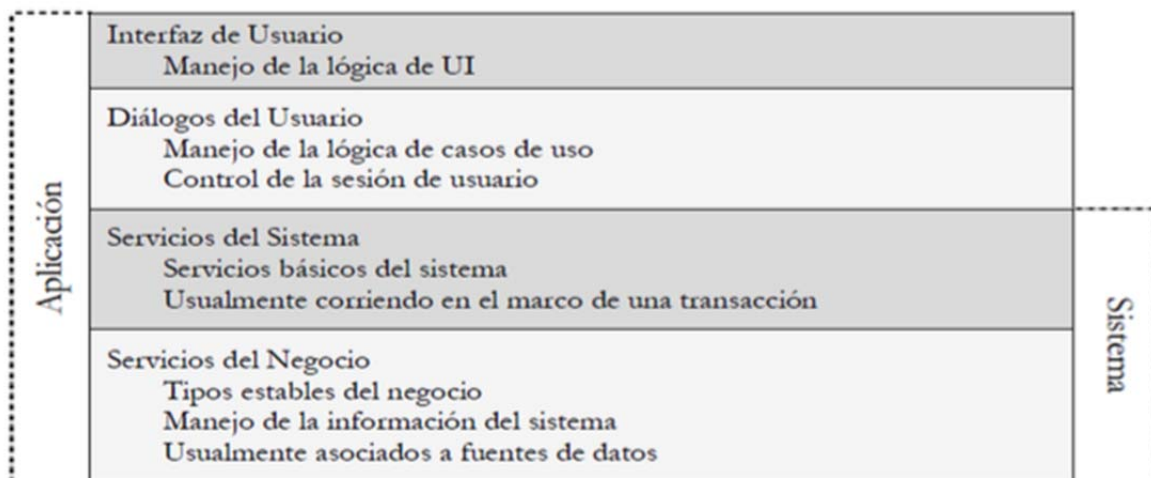 Aplicación
Interfaz de Usuario
Manejo de la lógica de UI
Diálogos del Usuario
Manejo de la lógica de casos de uso
Control de la sesión de usuario
Servicios del Sistema
Servicios básicos del sistema
Usualmente corriendo en el marco de una transacción
Servicios del Negocio
Tipos estables del negocio
Manejo de la información del sistema
Usualmente asociados a fuentes de datos
Sistema